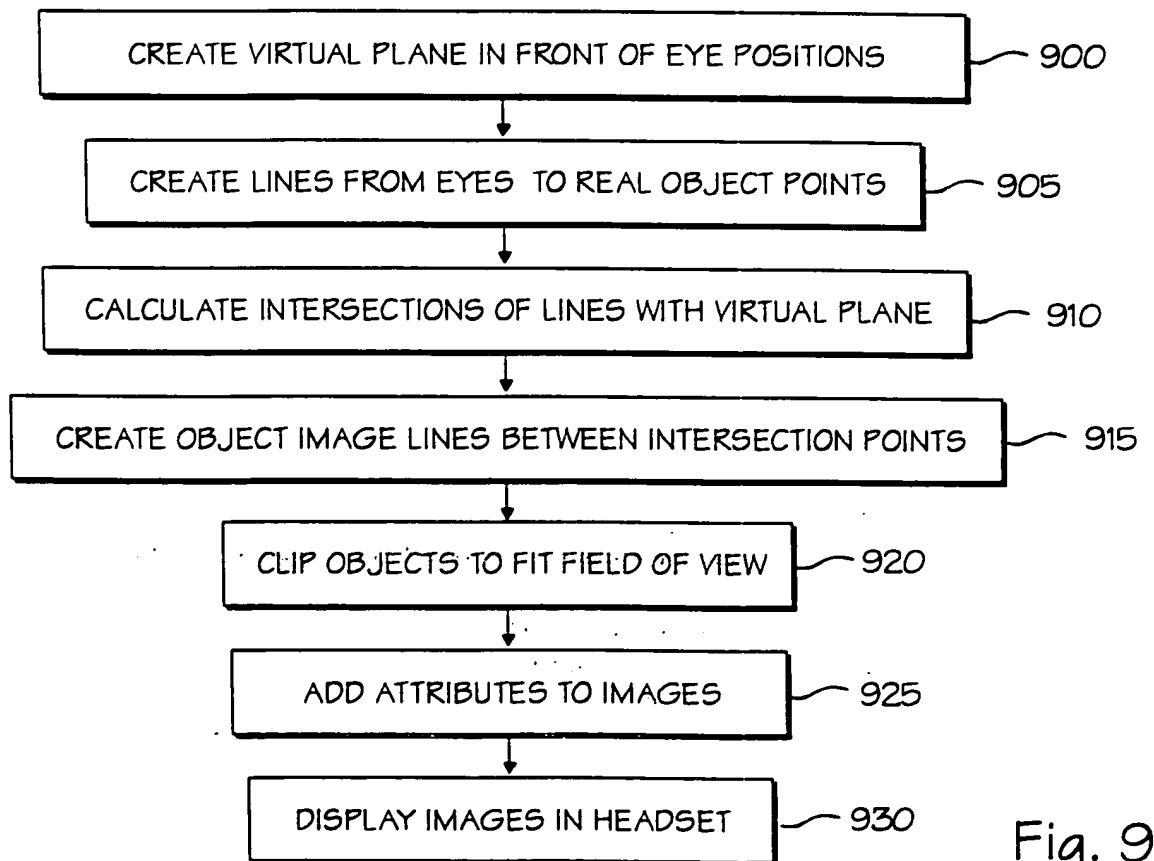 CREATE VIRTUAL PLANE IN FRONT OF EYE POSITIONS 900
CREATE LINES FROM EYES TO REAL OBJECT POINTS 905
CALCULATE INTERSECTIONS OF LINES WITH VIRTUAL PLANE 910
CREATE OBJECT IMAGE LINES BETWEEN INTERSECTION POINTS 915
CLIP OBJECTS TO FIT FIELD OF VIEW 920
ADD ATTRIBUTES TO IMAGES 925
DISPLAY IMAGES IN HEADSET 930
Fig. 9